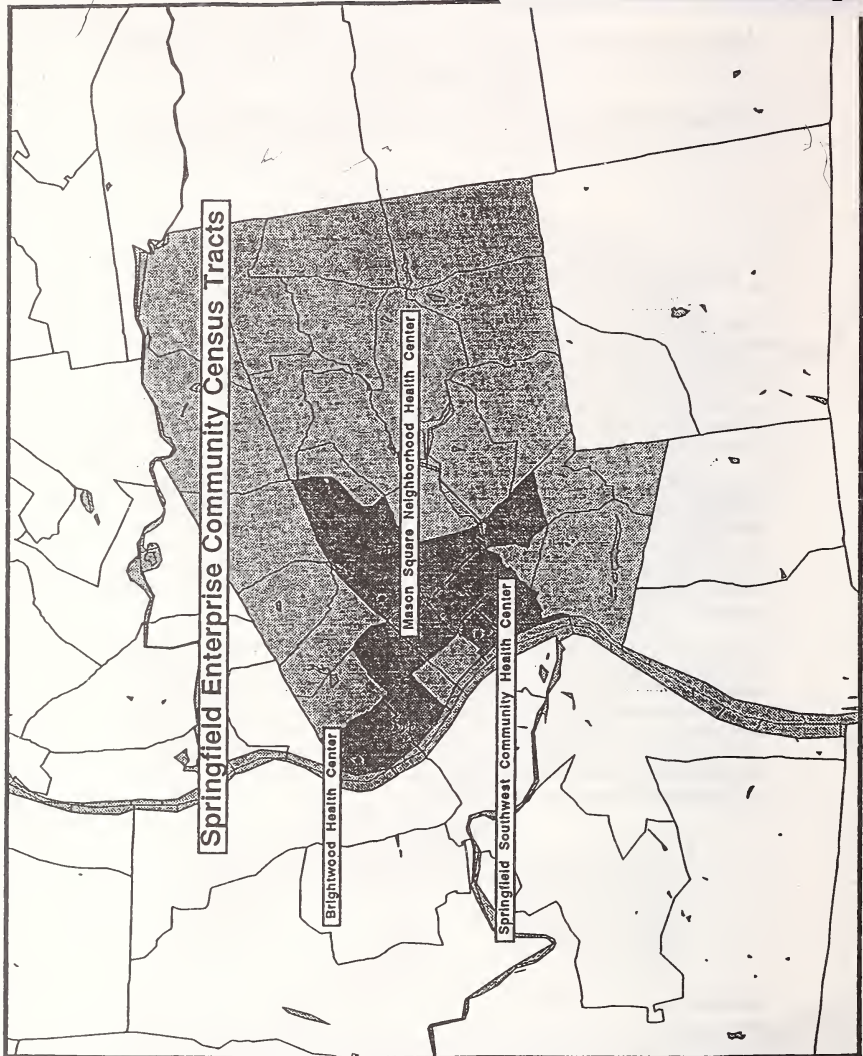 Springfield Enterprise Community Census Tracts
Brightwood Health Center
Mason Square Neighborhood Health Center
Springfield Southwest Community Health Center